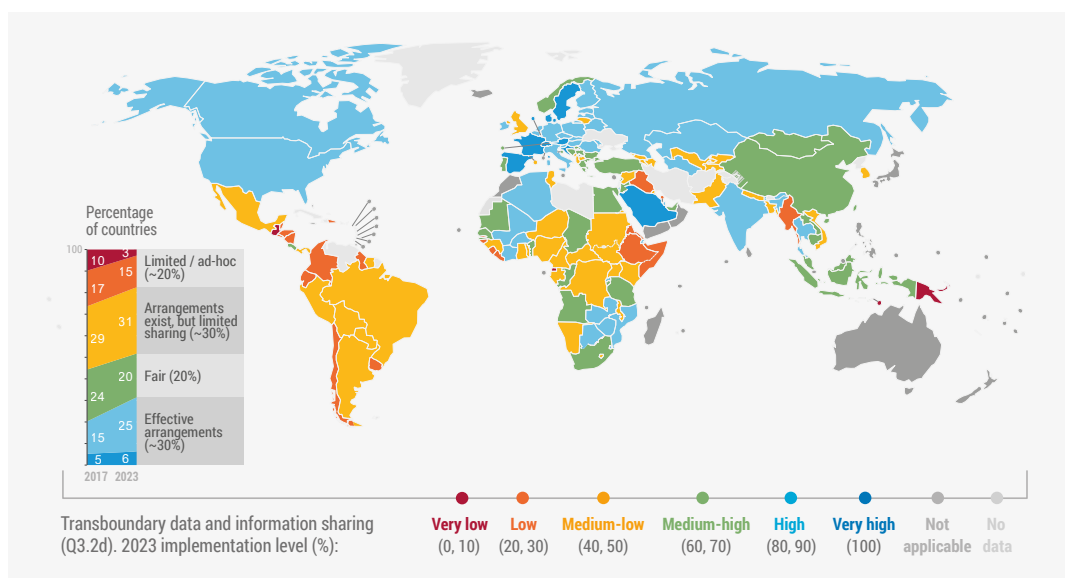 Percentage
of countries
100
10
3
15
17
31
29
20
24
25
15
5
6
2017 2023
Limited / ad-hoc
(~20%)
Arrangements
exist, but limited
sharing (~30%)
Fair (20%)
Effective
arrangements
(~30%)
Transboundary data and information sharing
(Q3.2d). 2023 implementation level (%):
Very low
(0, 10)
Low
(20, 30)
Medium-low
(40, 50)
Medium-high
(60, 70)
High
(80, 90)
Very high
(100)
Not
applicable
No
data